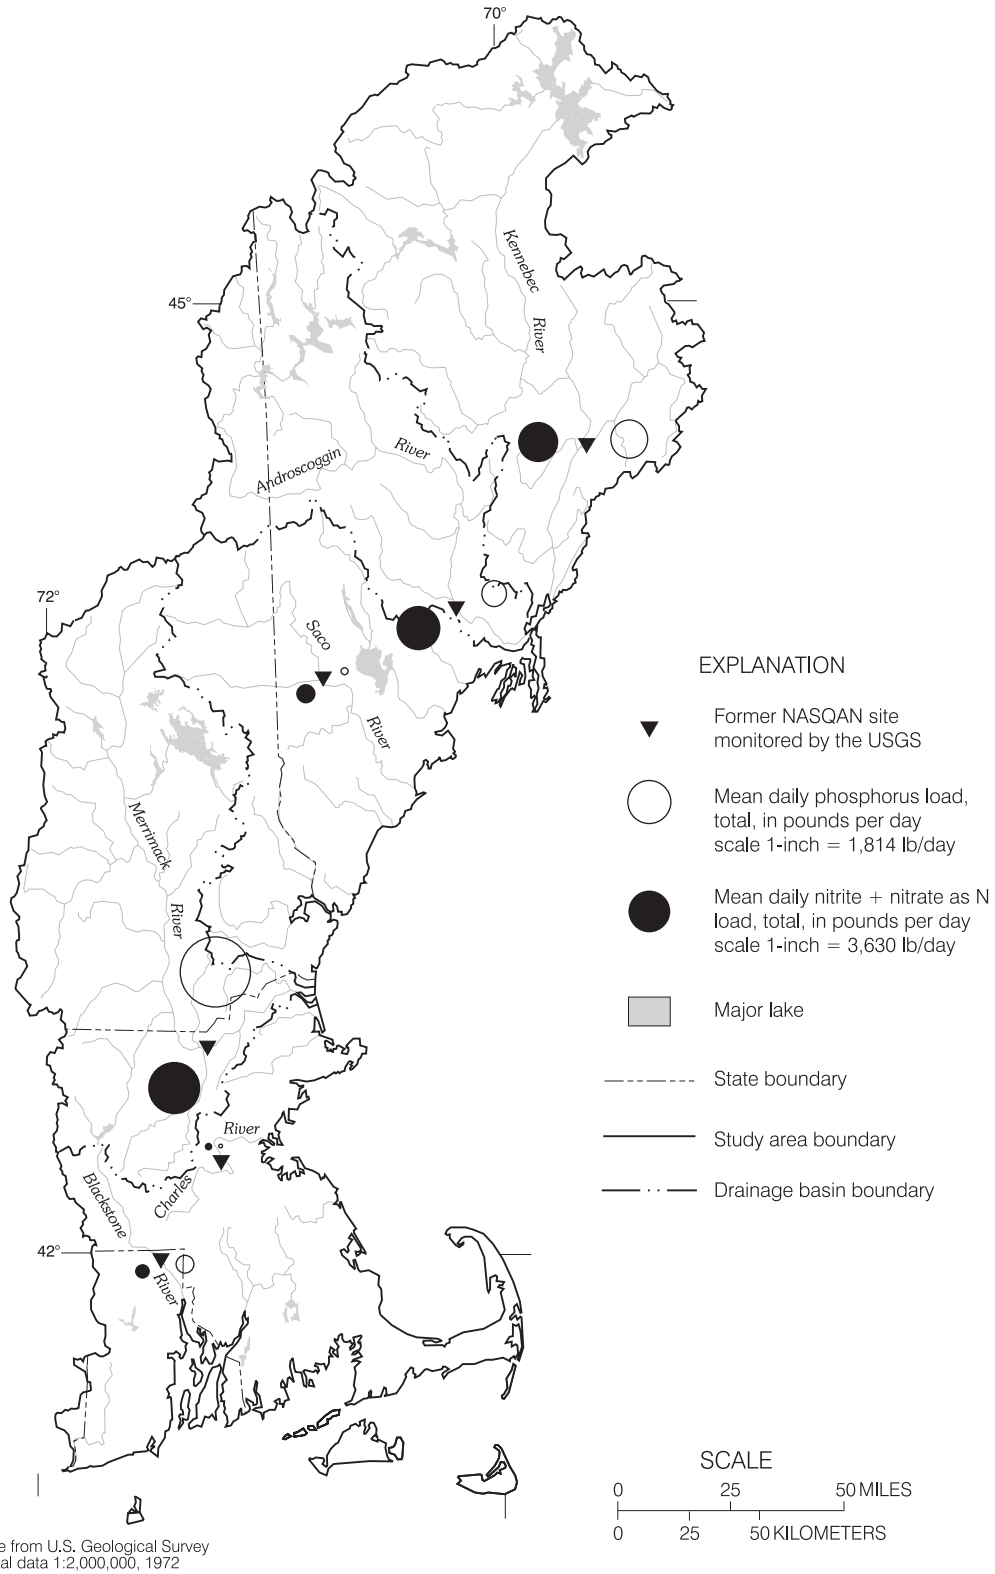 70°
Kennebec
River
45°
River
Androscoggin
72°
Saco
River
Merrimack
River
River
Charles
Blackstone
42°
River
EXPLANATION
Former NASQAN site
monitored by the USGS
Mean daily phosphorus load,
total, in pounds per day
scale 1-inch = 1,814 lb/day
Mean daily nitrite + nitrate as N
load, total, in pounds per day
scale 1-inch = 3,630 lb/day
Major lake
State boundary
Study area boundary
Drainage basin boundary
SCALE
0 25 50 MILES
0 25 50 KILOMETERS
e from U.S. Geological Survey
al data 1:2,000,000, 1972